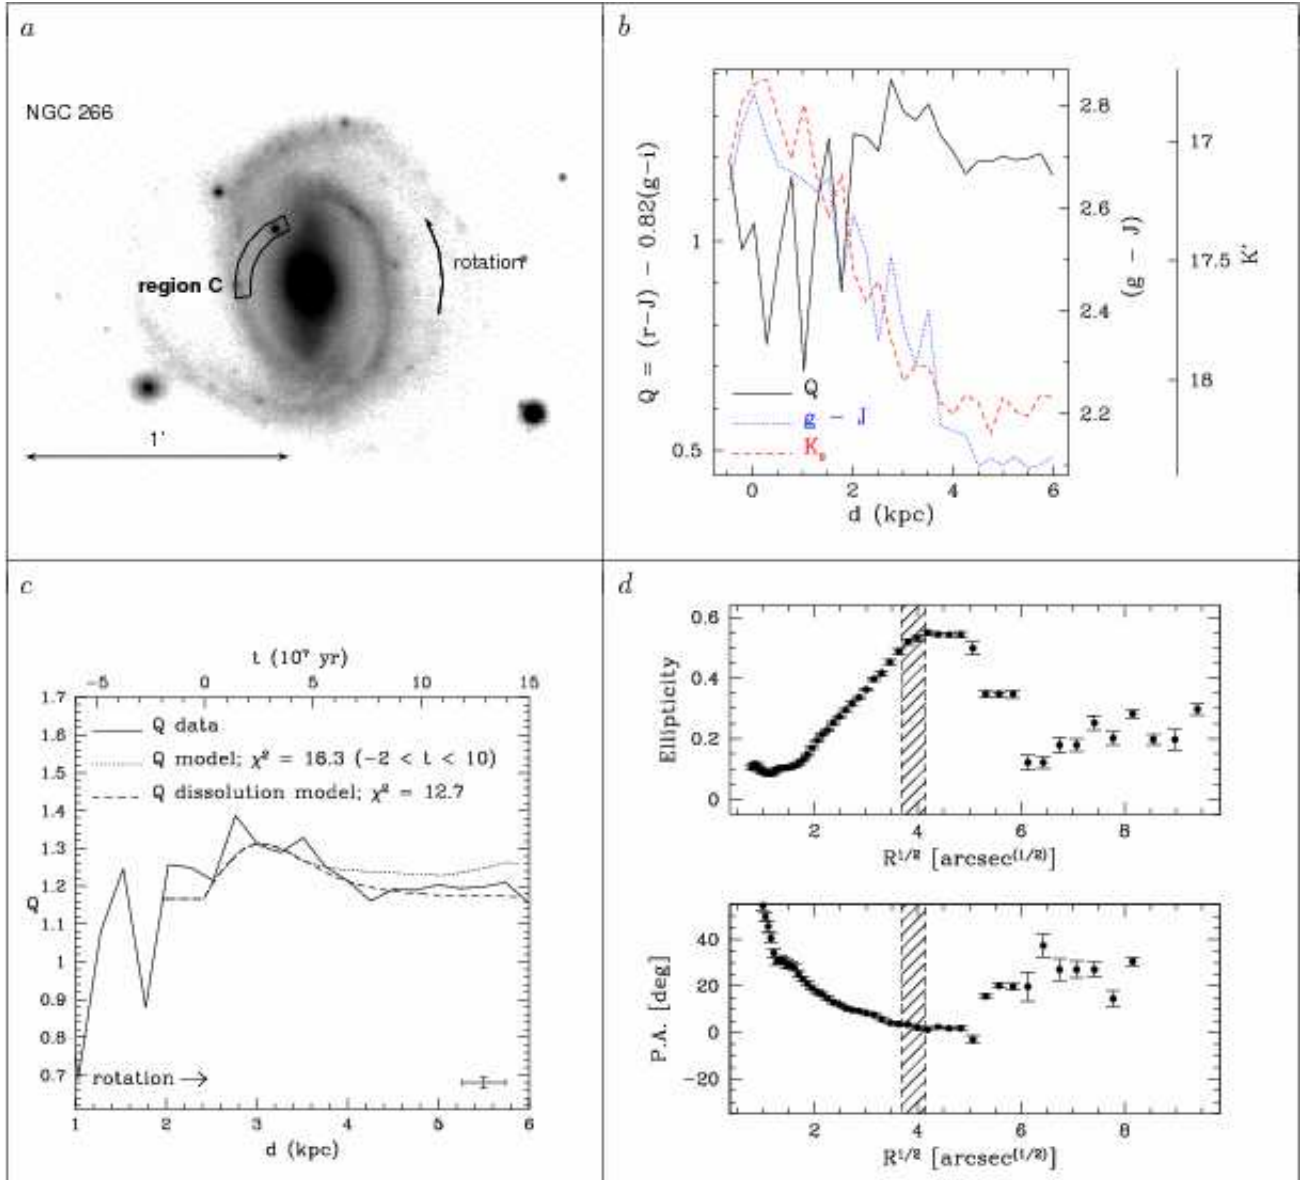 a
NGC 266
region C
rotation
1'
b
Q = (r-J) - 0.82(g-i)
1
0.5
Q
g - J
K_s
0 2 4 6
d (kpc)
2.8
2.6
2.4
2.2
(g - J)
17
17.5
18
K'
c
t (10⁷ yr)
-5 0 5 10 15
1.7
1.6
1.5
1.4
1.3
1.2
1.1
1
0.9
0.8
0.7
Q
Q data
Q model; χ² = 16.3 (-2 < t < 10)
Q dissolution model; χ² = 12.7
rotation →
1 2 3 4 5 6
d (kpc)
d
0.6
0.4
0.2
0
Ellipticity
2 4 6 8
R^1/2 [arcsec^(1/2)]
40
20
0
-20
P.A. [deg]
2 4 6 8
R^1/2 [arcsec^(1/2)]